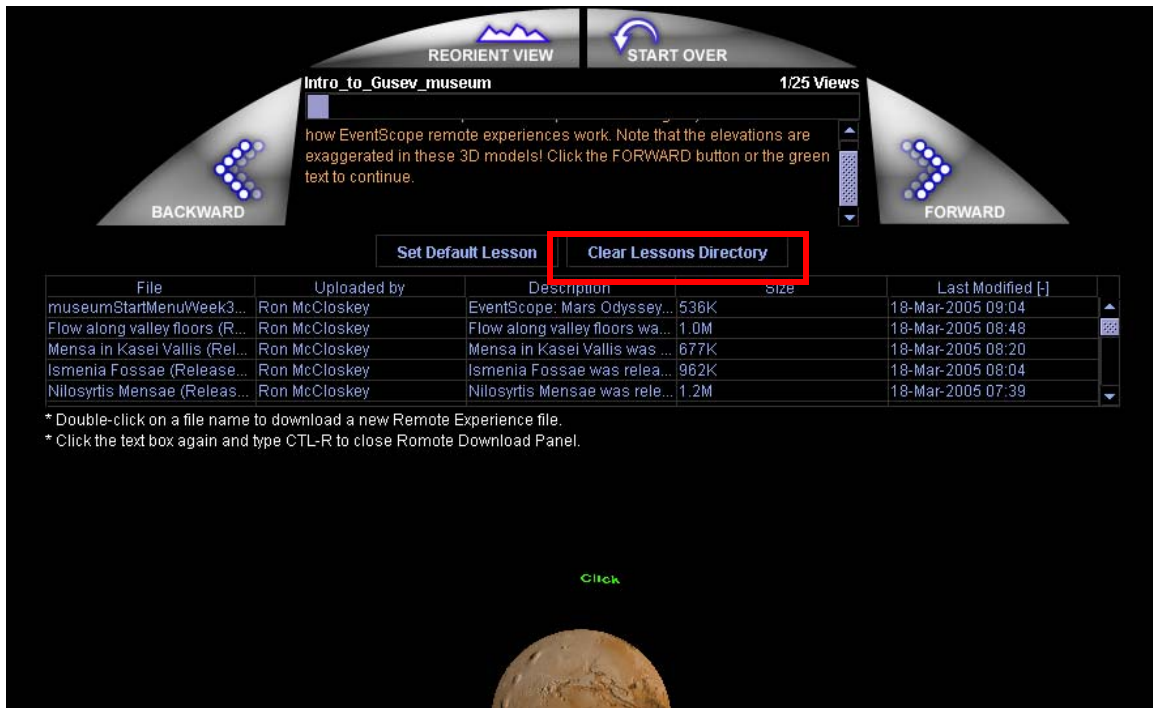 REORIENT VIEW
START OVER
Intro_to_Gusev_museum 1/25 Views
how EventScope remote experiences work. Note that the elevations are
exaggerated in these 3D models! Click the FORWARD button or the green
text to continue.
BACKWARD
FORWARD
Set Default Lesson
Clear Lessons Directory
File Uploaded by Description Size Last Modified [-]
museumStartMenuWeek3... Ron McCloskey EventScope: Mars Odyssey... 536K 18-Mar-2005 09:04
Flow along valley floors (R... Ron McCloskey Flow along valley floors wa... 1.0M 18-Mar-2005 08:48
Mensa in Kasei Vallis (Rel... Ron McCloskey Mensa in Kasei Vallis was ... 677K 18-Mar-2005 08:20
Ismenia Fossae (Release... Ron McCloskey Ismenia Fossae was relea... 962K 18-Mar-2005 08:04
Nilosyrtis Mensae (Releas... Ron McCloskey Nilosyrtis Mensae was rele... 1.2M 18-Mar-2005 07:39
* Double-click on a file name to download a new Remote Experience file.
* Click the text box again and type CTL-R to close Romote Download Panel.
Click